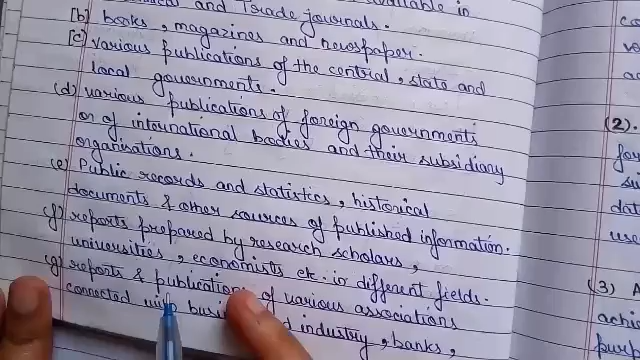 and Trade journals. available in
[b] books, magazines and newspaper.
[c] various publications of the central, state and
local governments.
(d) various publications of foreign governments
or of international bodies and their subsidiary
organisations.
(e) Public records and statistics, historical
documents & other sources of published information.
(f) reports prepared by research scholars,
universities, economists etc. in different fields.
(g) reports & publications of various associations
connected with industry, banks,
(2).
(3)